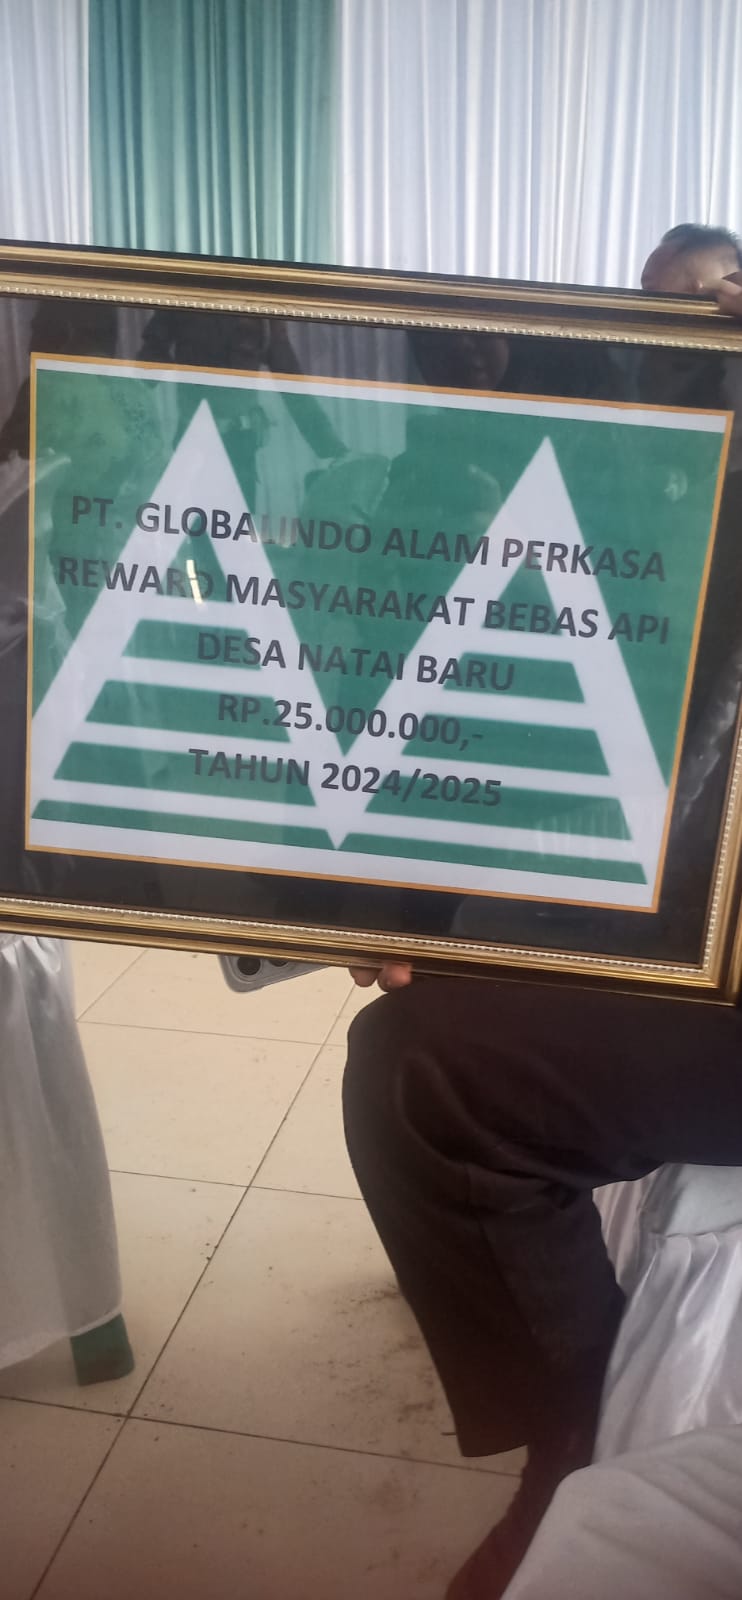 PT. GLOBALINDO ALAM PERKASA
REWARD MASYARAKAT BEBAS API
DESA NATAI BARU
RP.25.000.000,-
TAHUN 2024/2025